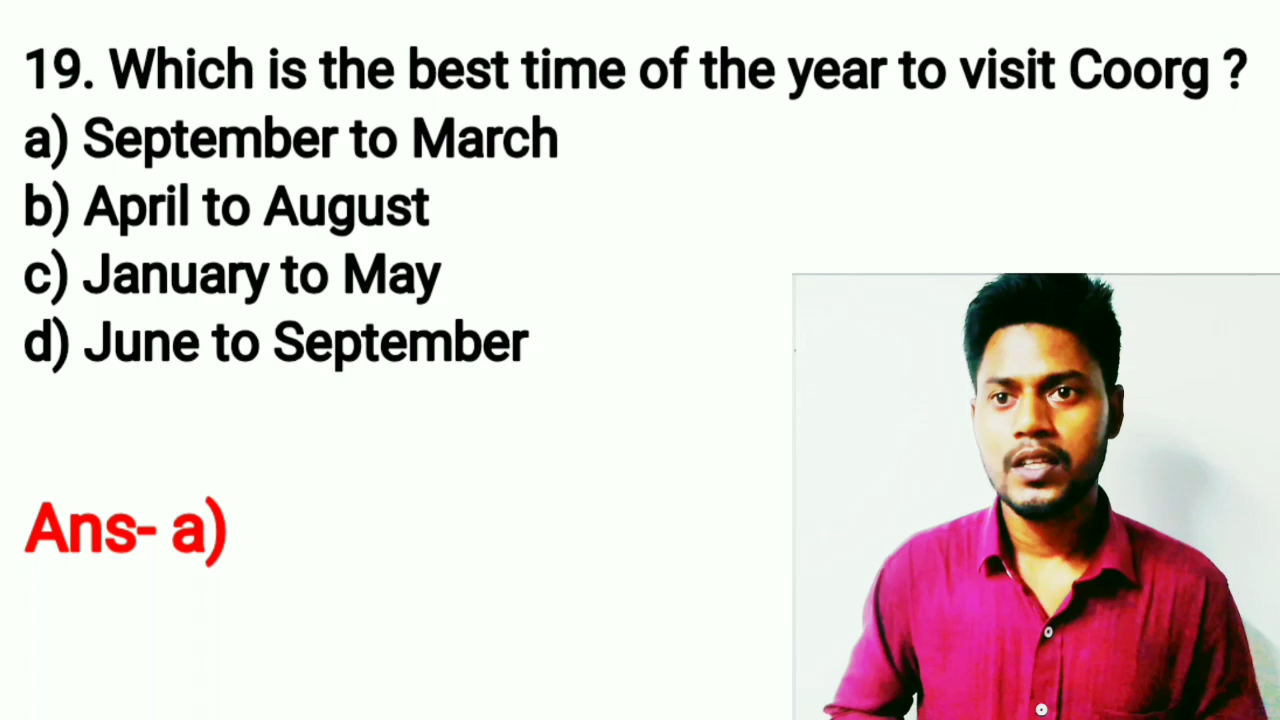 19. Which is the best time of the year to visit Coorg ?
a) September to March
b) April to August
c) January to May
d) June to September
Ans- a)